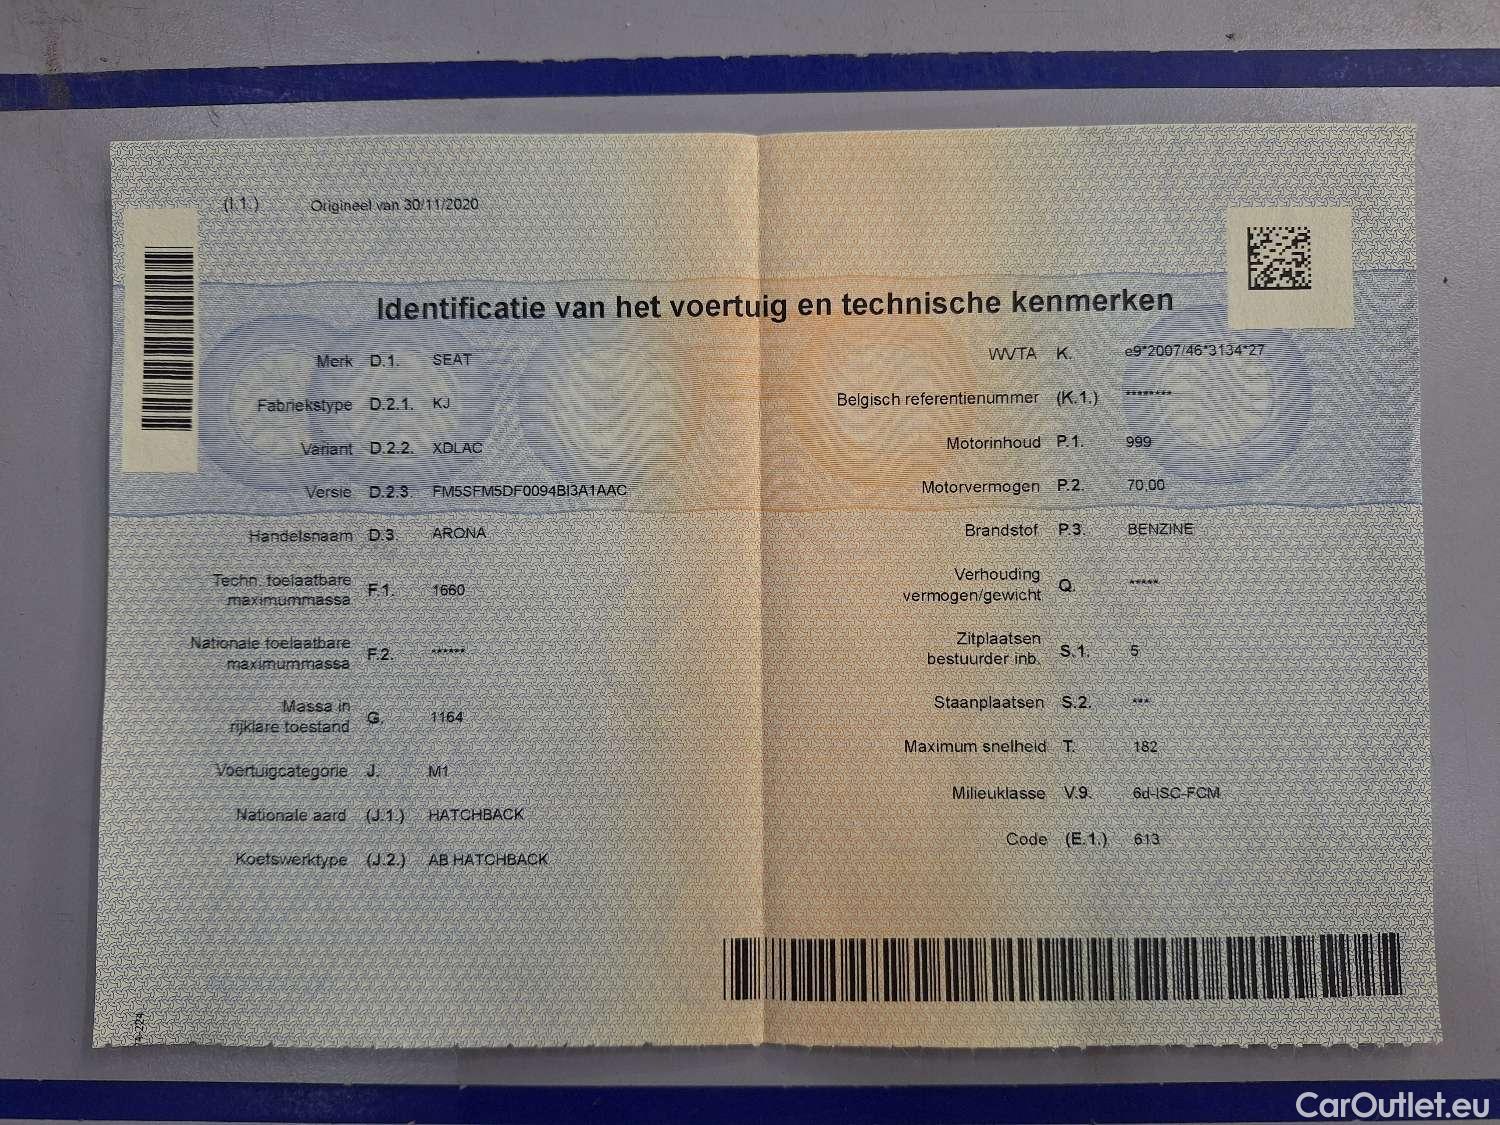 (I.1.) Origineel van 30/11/2020
Identificatie van het voertuig en technische kenmerken
Merk D.1. SEAT
Fabriekstype D.2.1. KJ
Variant D.2.2. XDLAC
Versie D.2.3. FM5SFM5DF0094BI3A1AAC
Handelsnaam D.3. ARONA
Techn. toelaatbare
maximummassa F.1. 1660
Nationale toelaatbare
maximummassa F.2. ******
Massa in
rijklare toestand G. 1164
Voertuigcategorie J. M1
Nationale aard (J.1.) HATCHBACK
Koetswerktype (J.2.) AB HATCHBACK
WVTA K. e9*2007/46*3134*27
Belgisch referentienummer (K.1.) ********
Motorinhoud P.1. 999
Motorvermogen P.2. 70,00
Brandstof P.3. BENZINE
Verhouding
vermogen/gewicht Q. *****
Zitplaatsen
bestuurder inb. S.1. 5
Staanplaatsen S.2. ***
Maximum snelheid T. 182
Milieuklasse V.9. 6d-ISC-FCM
Code (E.1.) 613
CarOutlet.eu